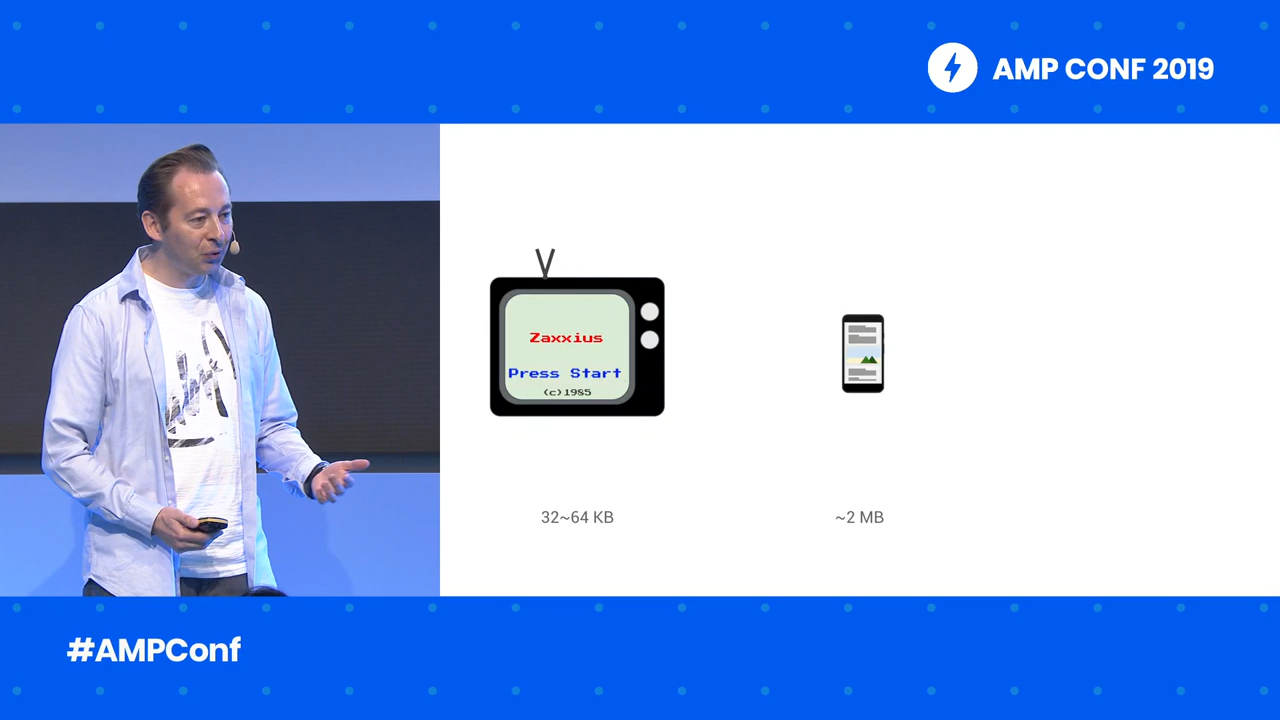 AMP CONF 2019
Zaxxius
Press Start
(c)1985
32~64 KB
~2 MB
#AMPConf